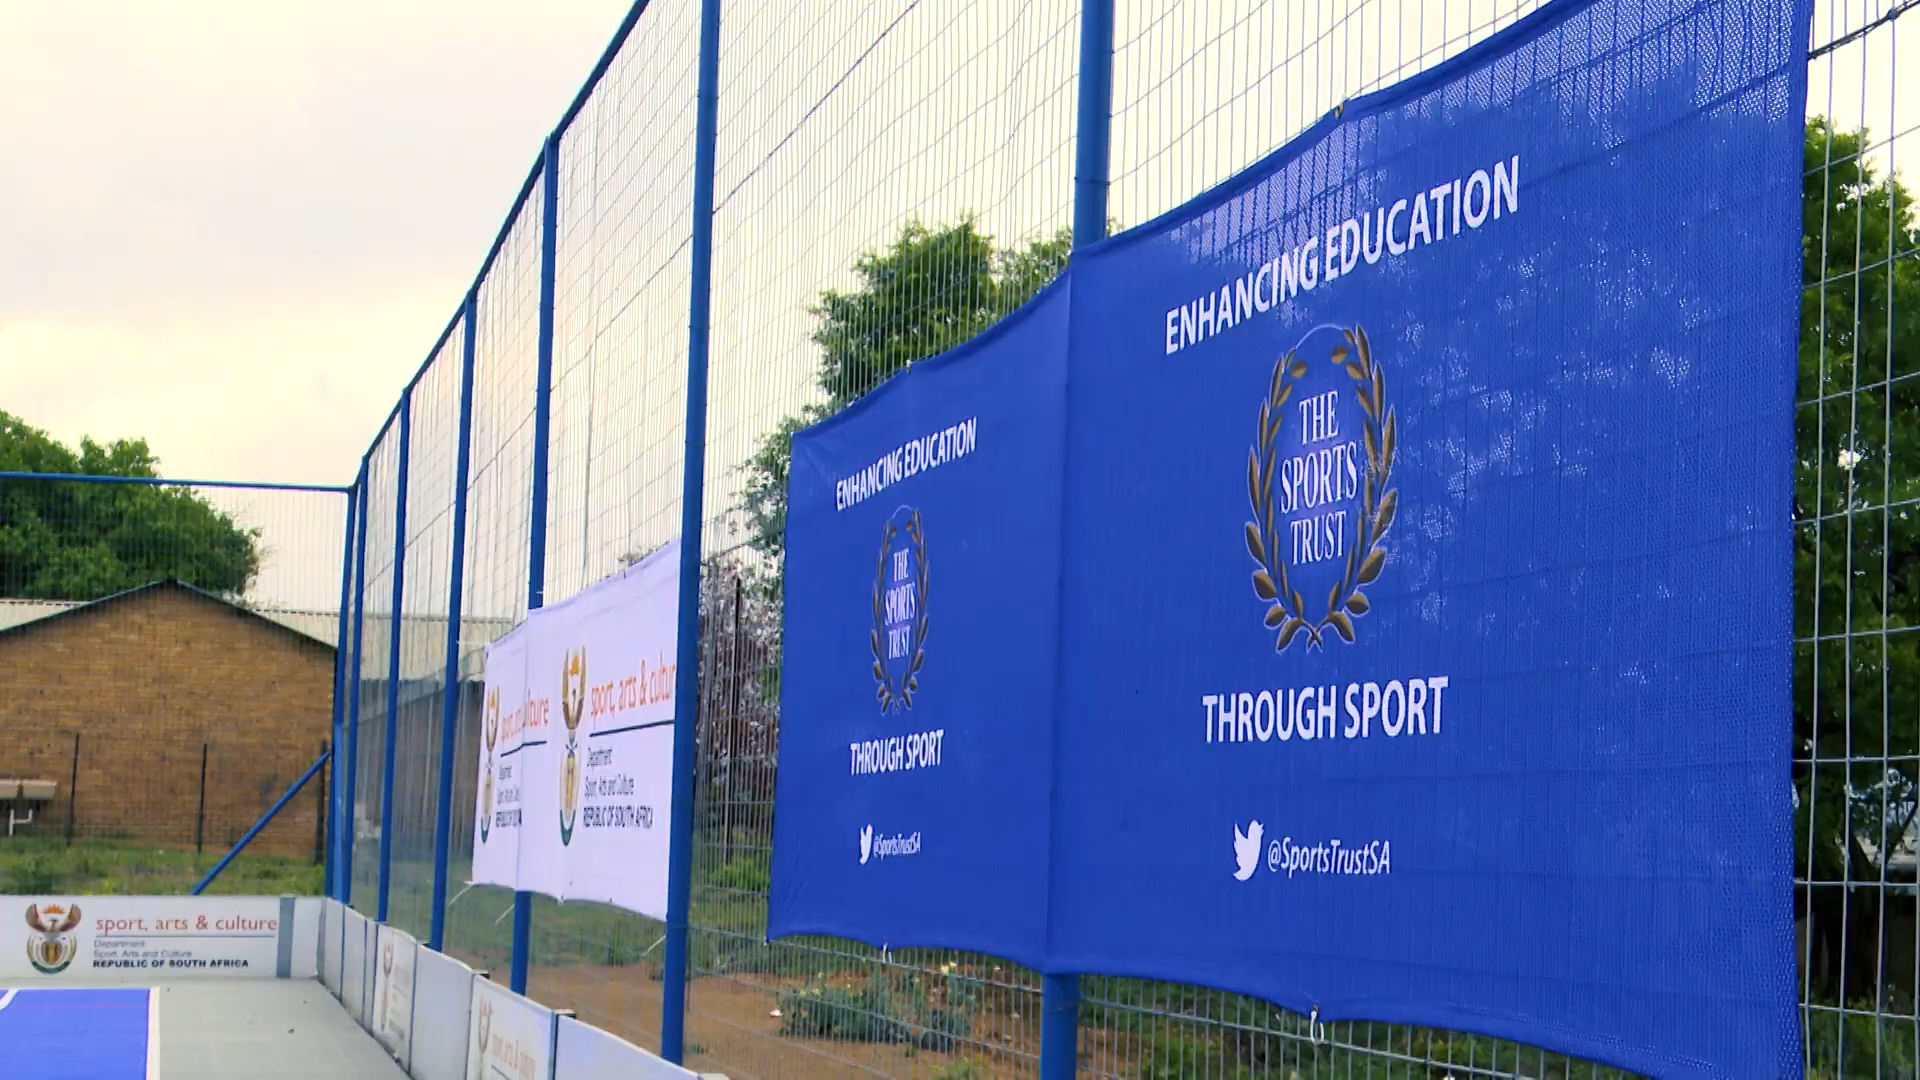 ENHANCING EDUCATION
THE
SPORTS
TRUST
THROUGH SPORT
@SportsTrustSA
ENHANCING EDUCATION
THE
SPORTS
TRUST
THROUGH SPORT
@SportsTrustSA
sport, arts & cultur
Department
Sport, Arts and Culture
REPUBLIC OF SOUTH AFRICA
sport, arts & culture
Department
Sport, Arts and Culture
REPUBLIC OF SOUTH AFRICA